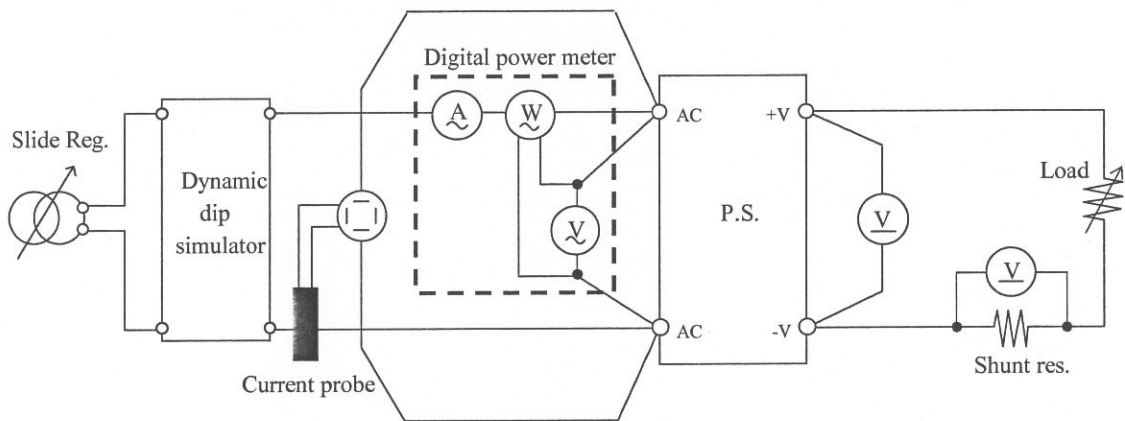 Digital power meter
Slide Reg.
Dynamic
dip
simulator
A
W
V
AC
AC
P.S.
+V
-V
V
Load
V
Shunt res.
Current probe